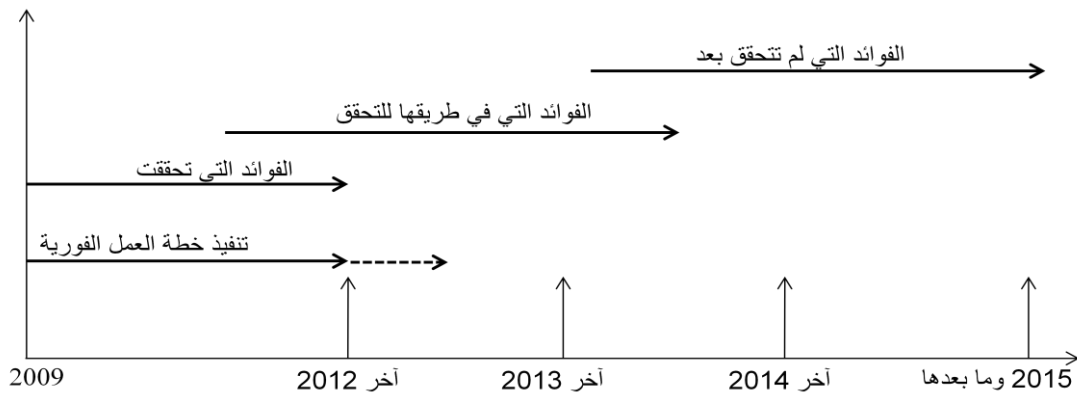 الفوائد التي لم تتحقق بعد
الفوائد التي في طريقها للتحقق
الفوائد التي تحققت
تنفيذ خطة العمل الفورية
2009
آخر 2012
آخر 2013
آخر 2014
2015 وما بعدها